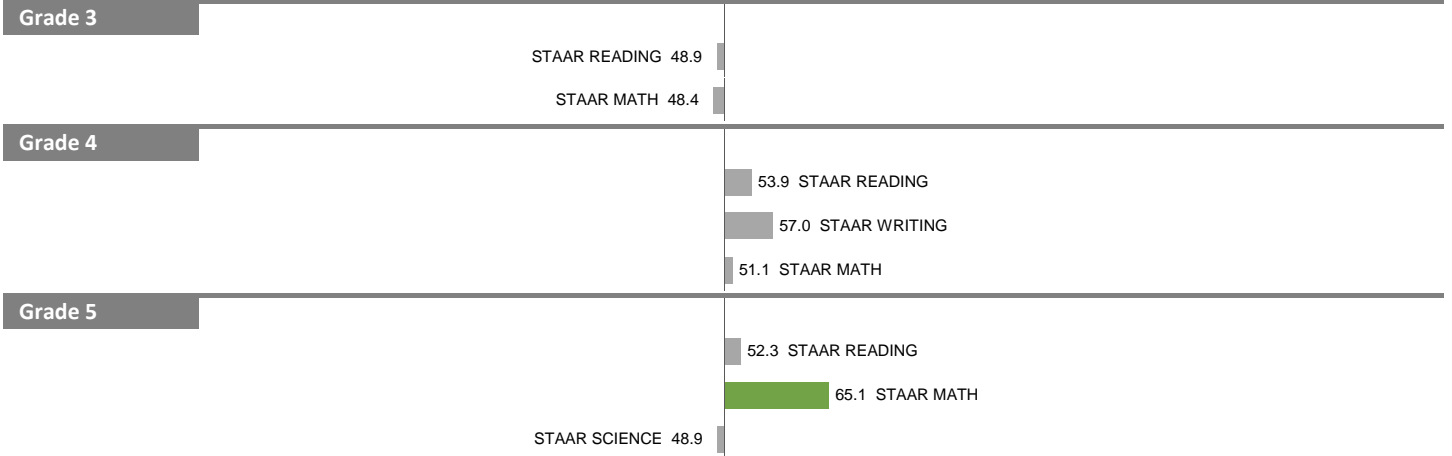 Grade 3
STAAR READING 48.9
STAAR MATH 48.4
Grade 4
53.9 STAAR READING
57.0 STAAR WRITING
51.1 STAAR MATH
Grade 5
52.3 STAAR READING
65.1 STAAR MATH
STAAR SCIENCE 48.9